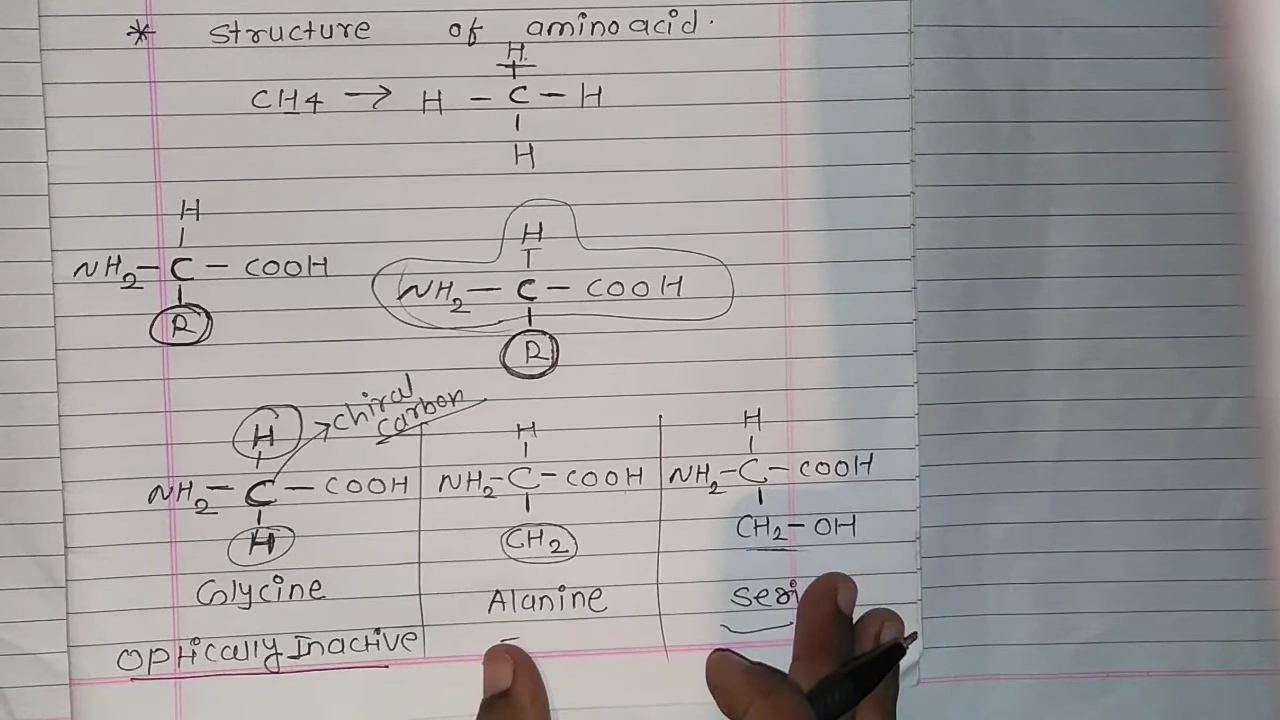 * Structure of aminoacid.
H
CH4 → H - C - H
H
H
NH2 - C - COOH
R
H
NH2 - C - COOH
R
chiral carbon
H
NH2 - C - COOH
H
Glycine
Optically Inactive
H
NH2 - C - COOH
CH2
Alanine
H
NH2 - C - COOH
CH2 - OH